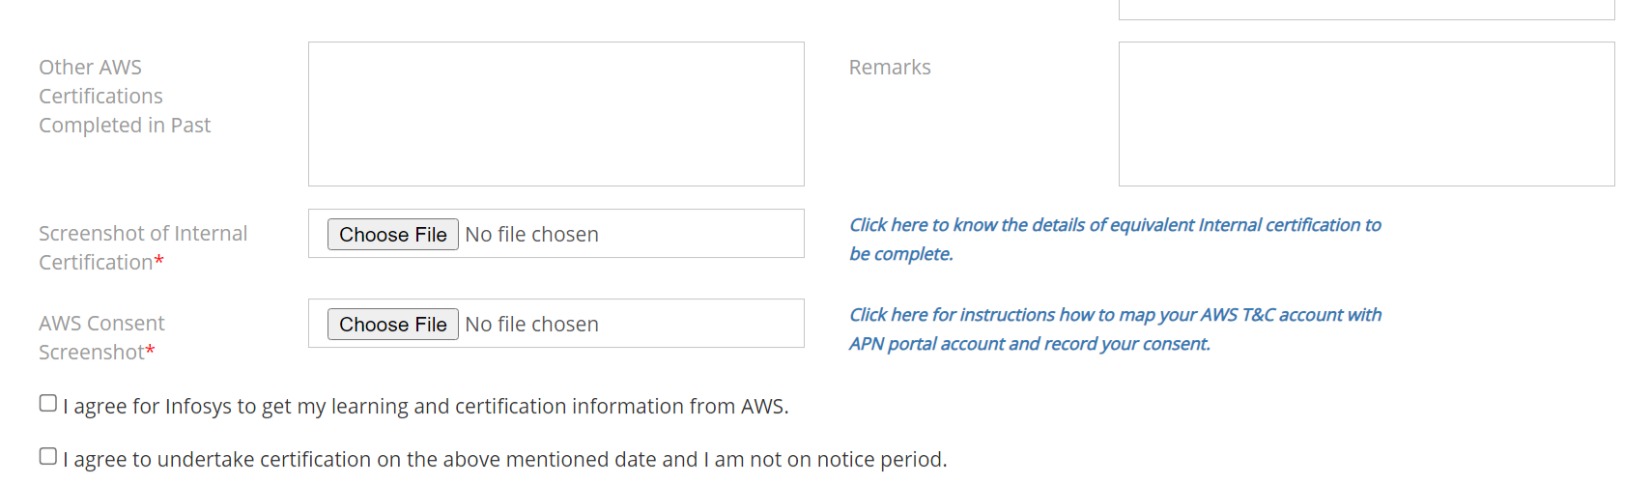 Other AWS
Certifications
Completed in Past
Remarks
Screenshot of Internal
Certification*
Choose File No file chosen
Click here to know the details of equivalent Internal certification to
be complete.
AWS Consent
Screenshot*
Choose File No file chosen
Click here for instructions how to map your AWS T&C account with
APN portal account and record your consent.
I agree for Infosys to get my learning and certification information from AWS.
I agree to undertake certification on the above mentioned date and I am not on notice period.